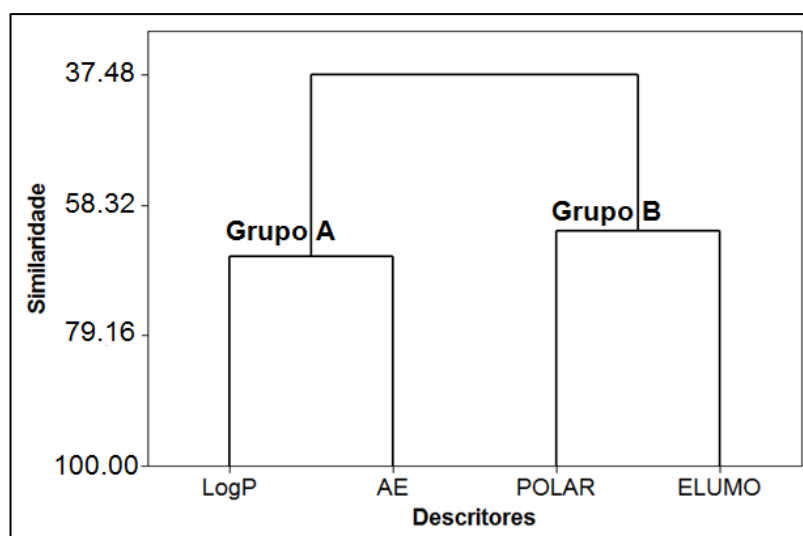 37.48
58.32
Grupo A
Grupo B
Similaridade
79.16
100.00
LogP AE POLAR ELUMO
Descritores